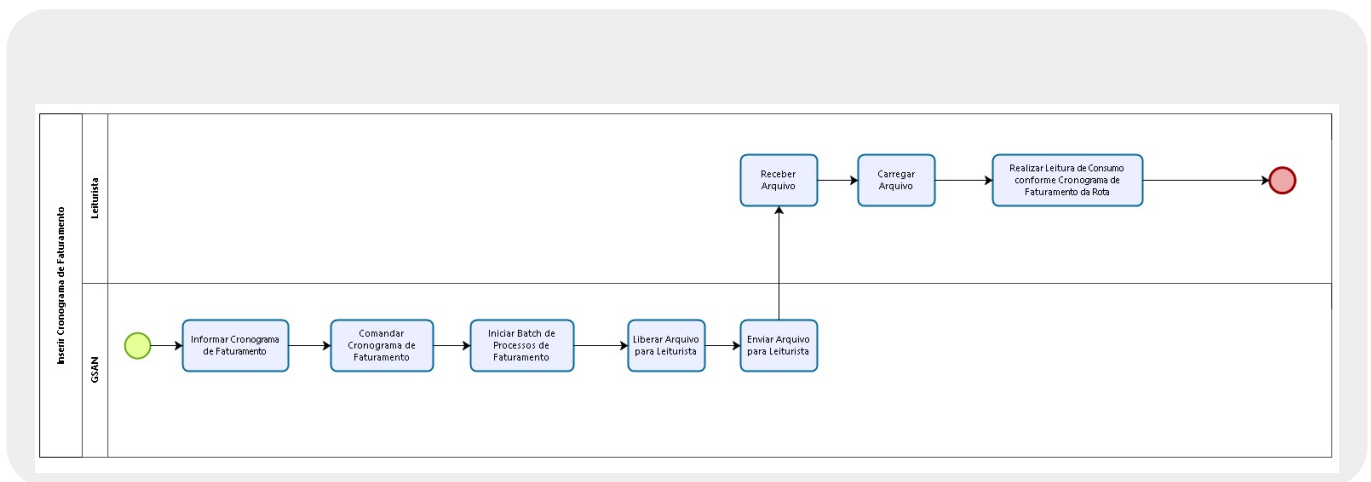 Inserir Cronograma de Faturamento
Leiturista
Receber
Arquivo
Carregar
Arquivo
Realizar Leitura de Consumo
conforme Cronograma de
Faturamento da Rota
GSAN
Informar Cronograma
de Faturamento
Comandar
Cronograma de
Faturamento
Iniciar Batch de
Processos de
Faturamento
Liberar Arquivo
para Leiturista
Enviar Arquivo
para Leiturista